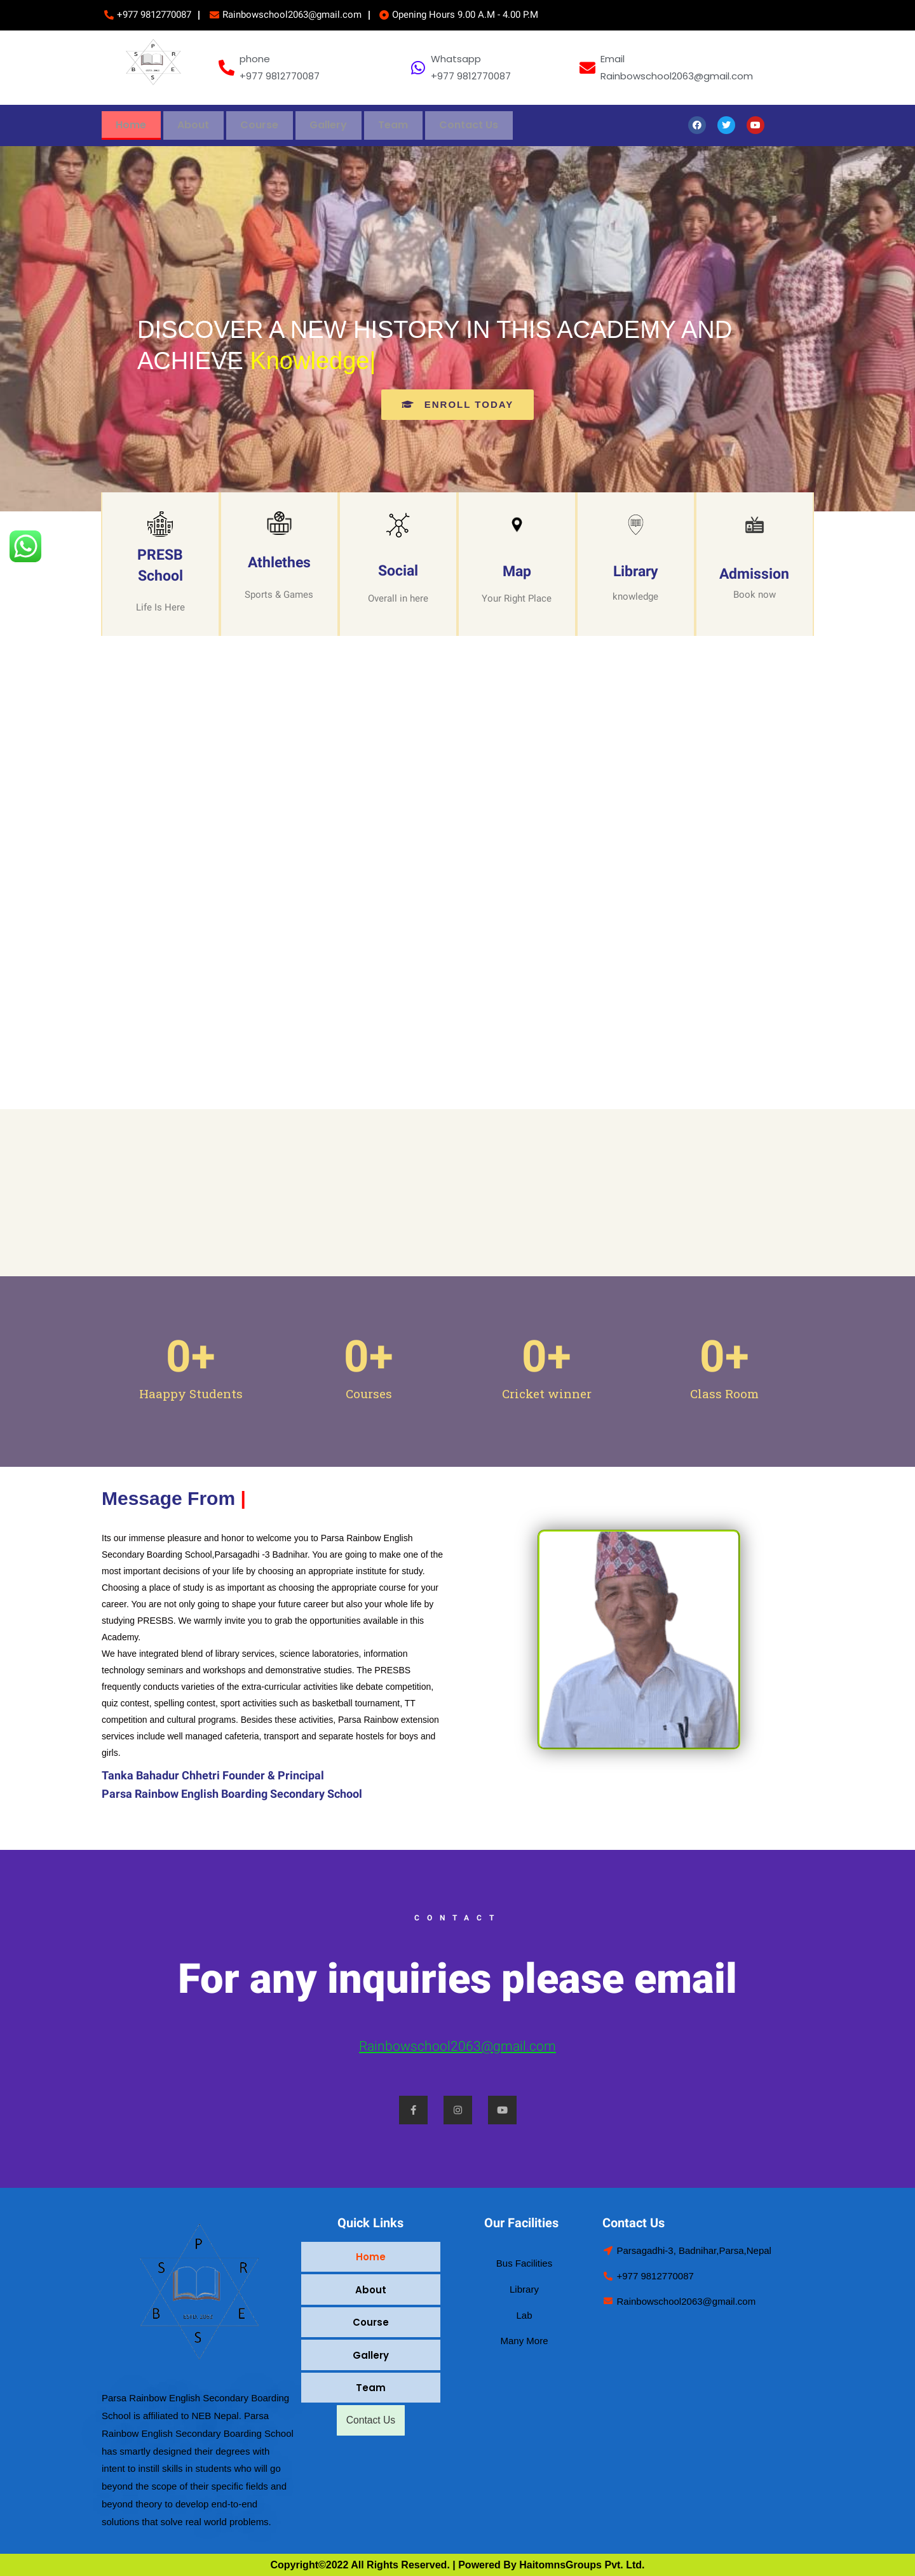 +977 9812770087 | Rainbowschool2063@gmail.com | Opening Hours 9.00 A.M - 4.00 P.M
P
S R
B E
S
phone
+977 9812770087
Whatsapp
+977 9812770087
Email
Rainbowschool2063@gmail.com
Home About Course Gallery Team Contact Us
DISCOVER A NEW HISTORY IN THIS ACADEMY AND
ACHIEVE Knowledge|
ENROLL TODAY
PRESB
School
Life Is Here
Athlethes
Sports & Games
Social
Overall in here
Map
Your Right Place
Library
knowledge
Admission
Book now
0+
Haappy Students
0+
Courses
0+
Cricket winner
0+
Class Room
Message From |
Its our immense pleasure and honor to welcome you to Parsa Rainbow English
Secondary Boarding School,Parsagadhi -3 Badnihar. You are going to make one of the
most important decisions of your life by choosing an appropriate institute for study.
Choosing a place of study is as important as choosing the appropriate course for your
career. You are not only going to shape your future career but also your whole life by
studying PRESBS. We warmly invite you to grab the opportunities available in this
Academy.
We have integrated blend of library services, science laboratories, information
technology seminars and workshops and demonstrative studies. The PRESBS
frequently conducts varieties of the extra-curricular activities like debate competition,
quiz contest, spelling contest, sport activities such as basketball tournament, TT
competition and cultural programs. Besides these activities, Parsa Rainbow extension
services include well managed cafeteria, transport and separate hostels for boys and
girls.
Tanka Bahadur Chhetri Founder & Principal
Parsa Rainbow English Boarding Secondary School
CONTACT
For any inquiries please email
Rainbowschool2063@gmail.com
P
S R
B E
S
Parsa Rainbow English Secondary Boarding
School is affiliated to NEB Nepal. Parsa
Rainbow English Secondary Boarding School
has smartly designed their degrees with
intent to instill skills in students who will go
beyond the scope of their specific fields and
beyond theory to develop end-to-end
solutions that solve real world problems.
Quick Links
Home
About
Course
Gallery
Team
Contact Us
Our Facilities
Bus Facilities
Library
Lab
Many More
Contact Us
Parsagadhi-3, Badnihar,Parsa,Nepal
+977 9812770087
Rainbowschool2063@gmail.com
Copyright©2022 All Rights Reserved. | Powered By HaitomnsGroups Pvt. Ltd.